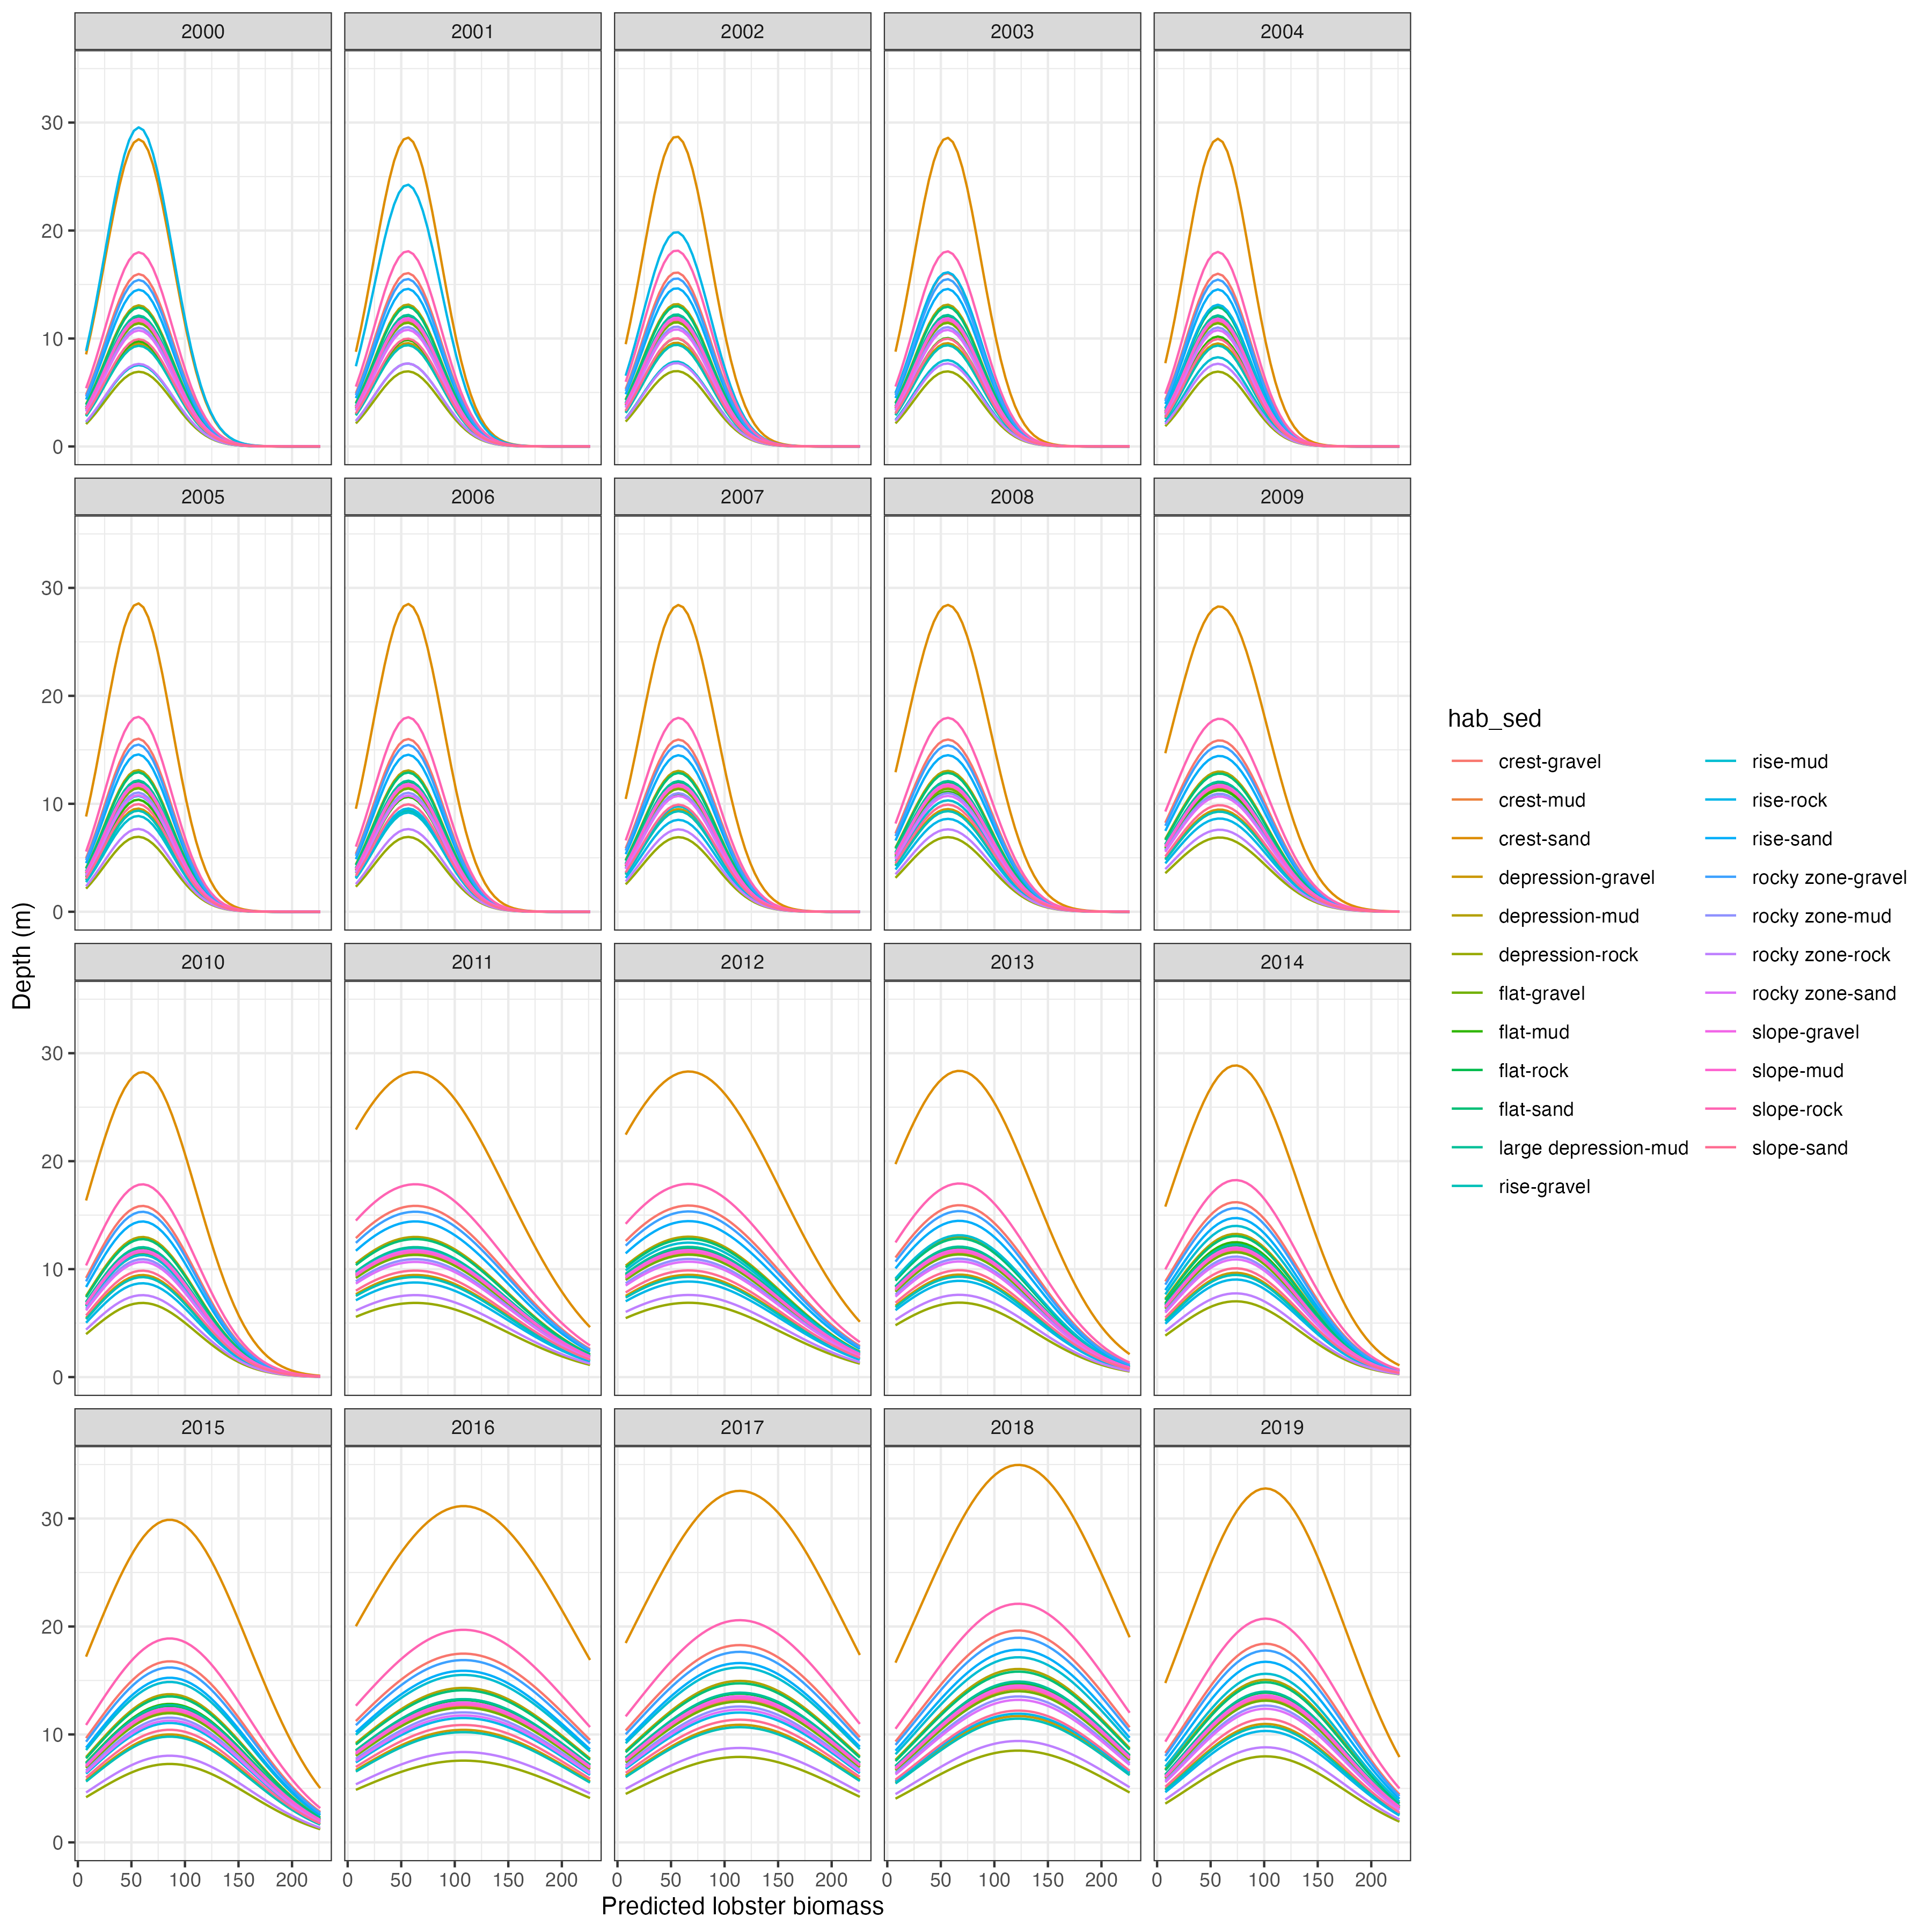 2000 2001 2002 2003 2004
30
20
10
0
2005 2006 2007 2008 2009
30
20
10
0
2010 2011 2012 2013 2014
30
20
10
0
2015 2016 2017 2018 2019
30
20
10
0
0 50 100 150 200 0 50 100 150 200 0 50 100 150 200 0 50 100 150 200 0 50 100 150 200
Predicted lobster biomass
Depth (m)
hab_sed
crest-gravel
crest-mud
crest-sand
depression-gravel
depression-mud
depression-rock
flat-gravel
flat-mud
flat-rock
flat-sand
large depression-mud
rise-gravel
rise-mud
rise-rock
rise-sand
rocky zone-gravel
rocky zone-mud
rocky zone-rock
rocky zone-sand
slope-gravel
slope-mud
slope-rock
slope-sand